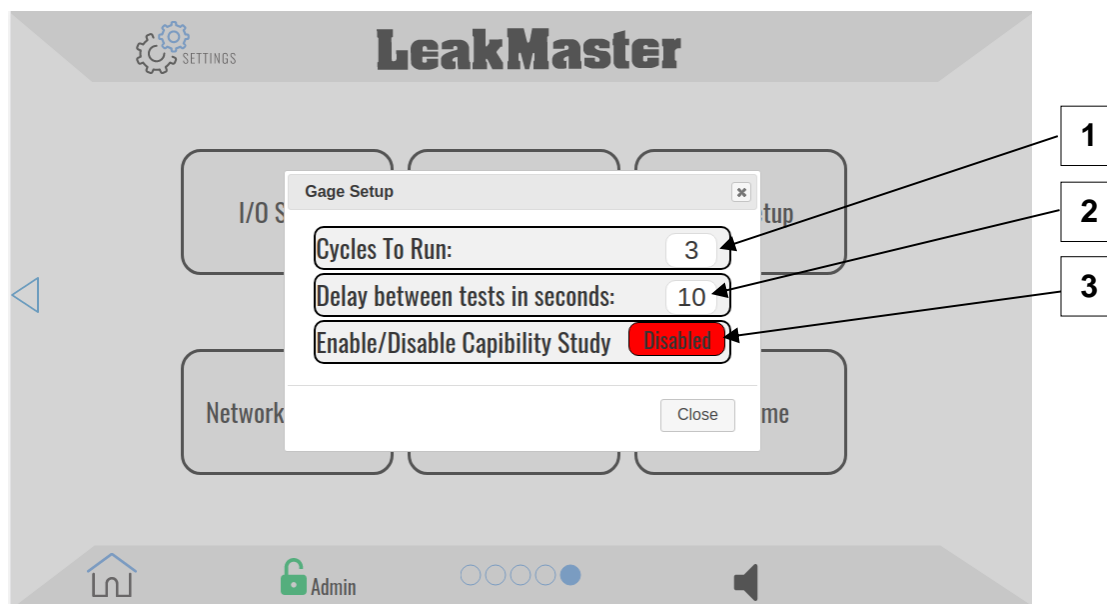 SETTINGS
LeakMaster
1
Gage Setup
I/O S
tup
2
Cycles To Run: 3
Delay between tests in seconds: 10
3
Enable/Disable Capibility Study Disabled
Network
Close
me
Admin